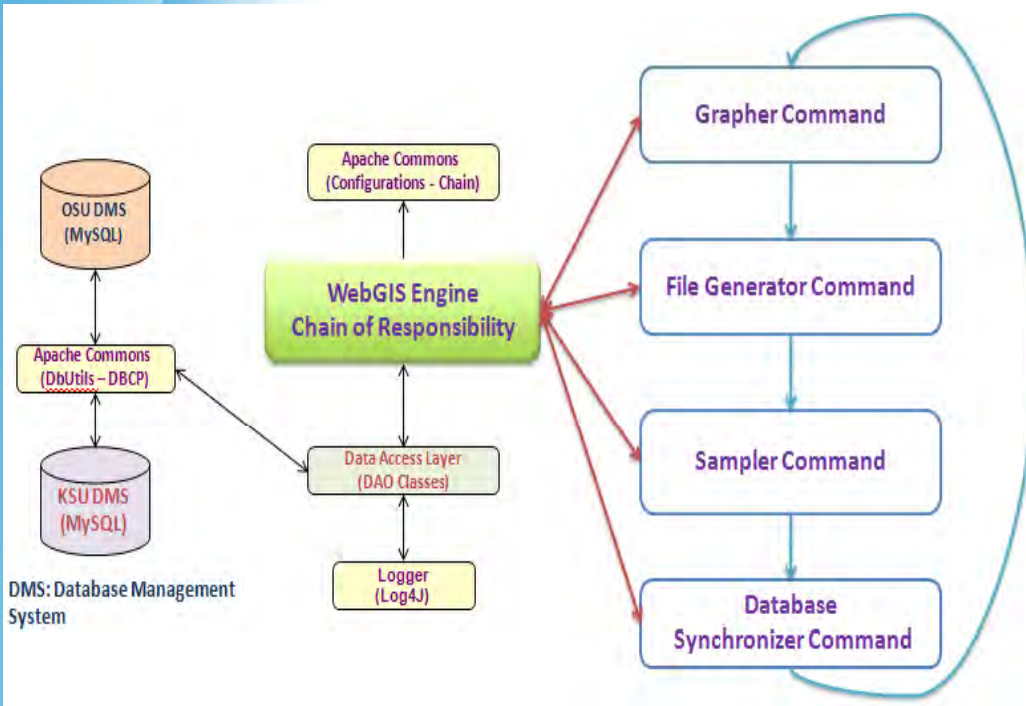 OSU DMS
(MySQL)
Apache Commons
(DbUtils – DBCP)
KSU DMS
(MySQL)
DMS: Database Management
System
Apache Commons
(Configurations - Chain)
WebGIS Engine
Chain of Responsibility
Data Access Layer
(DAO Classes)
Logger
(Log4J)
Grapher Command
File Generator Command
Sampler Command
Database
Synchronizer Command